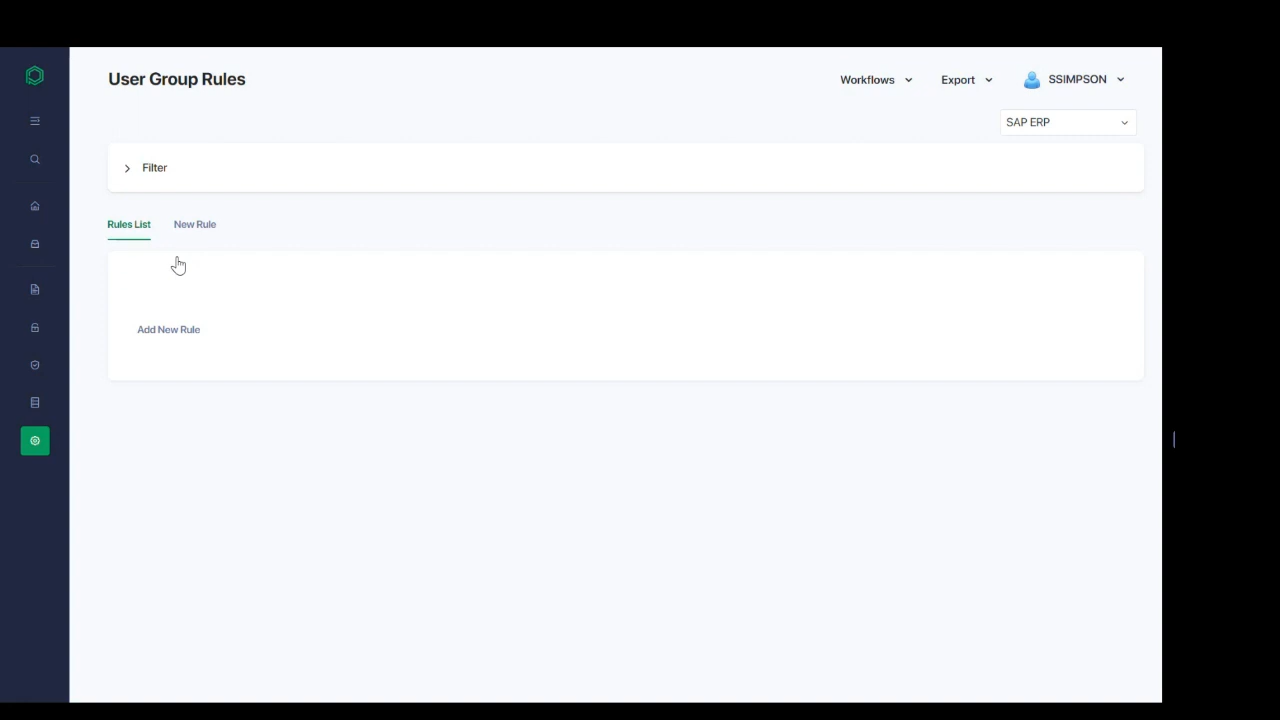 User Group Rules
Workflows
Export
SSIMPSON
SAP ERP
Filter
Rules List
New Rule
Add New Rule